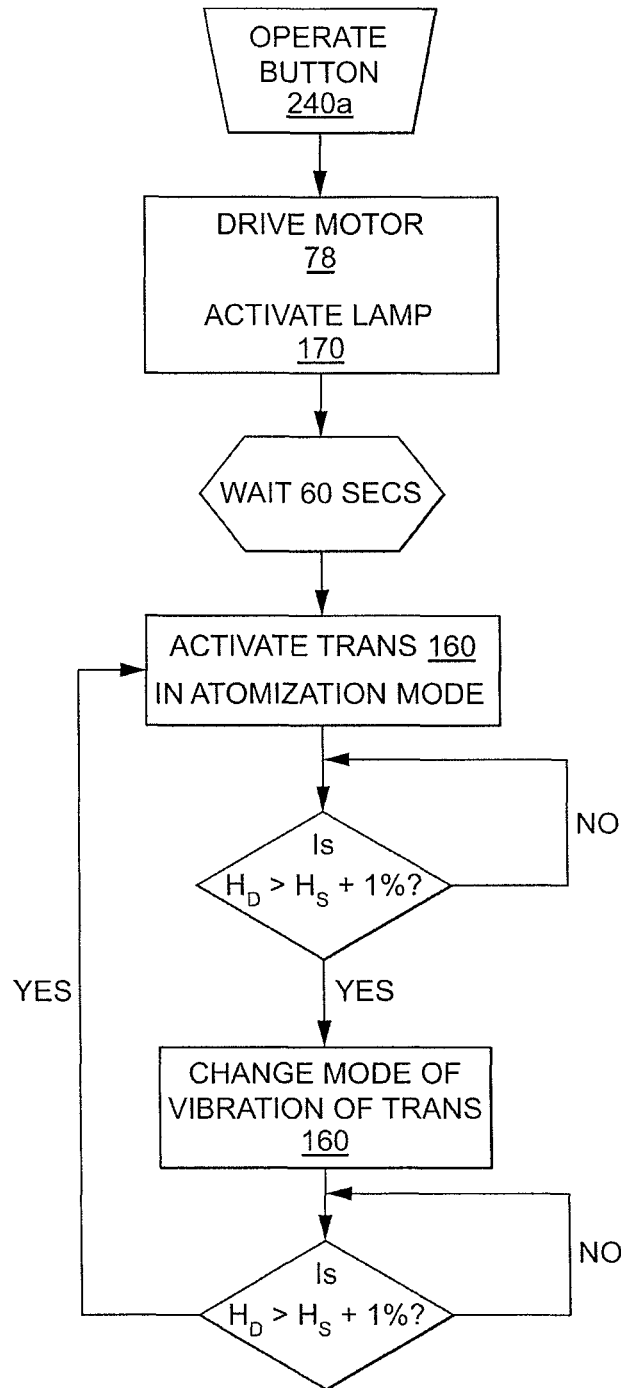 OPERATE
BUTTON
240a
DRIVE MOTOR
78
ACTIVATE LAMP
170
WAIT 60 SECS
ACTIVATE TRANS 160
IN ATOMIZATION MODE
Is
H_D > H_S + 1%?
NO
YES
YES
CHANGE MODE OF
VIBRATION OF TRANS
160
Is
H_D > H_S + 1%?
NO